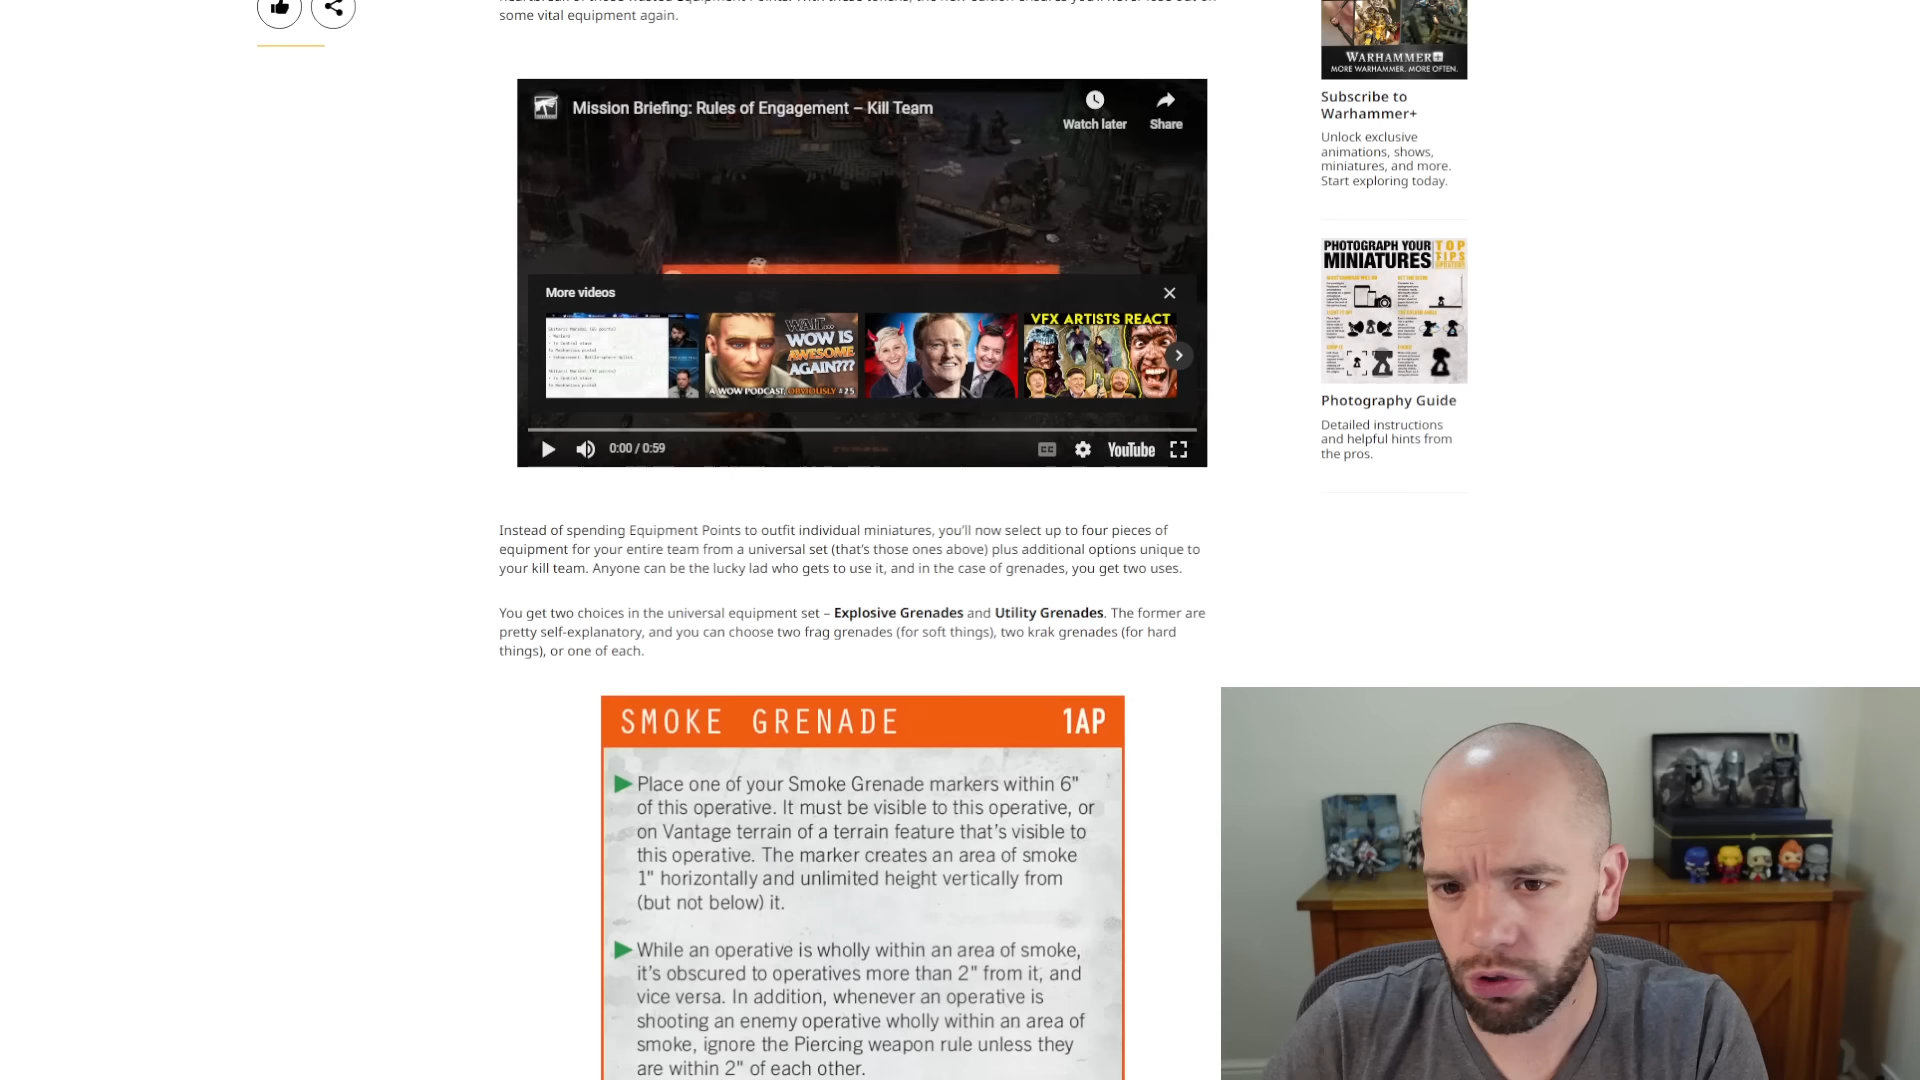 some vital equipment again.
WARHAMMER+
MORE WARHAMMER. MORE OFTEN.
Subscribe to
Warhammer+
Unlock exclusive
animations, shows,
miniatures, and more.
Start exploring today.
Mission Briefing: Rules of Engagement – Kill Team
Watch later
Share
More videos
WAIT...
WOW IS
AWESOME
AGAIN???
A WOW PODCAST, OBVIOUSLY #25
VFX ARTISTS REACT
0:00 / 0:59
CC
YouTube
PHOTOGRAPH YOUR
MINIATURES
TOP
TIPS
Photography Guide
Detailed instructions
and helpful hints from
the pros.
Instead of spending Equipment Points to outfit individual miniatures, you'll now select up to four pieces of
equipment for your entire team from a universal set (that's those ones above) plus additional options unique to
your kill team. Anyone can be the lucky lad who gets to use it, and in the case of grenades, you get two uses.
You get two choices in the universal equipment set – Explosive Grenades and Utility Grenades. The former are
pretty self-explanatory, and you can choose two frag grenades (for soft things), two krak grenades (for hard
things), or one of each.
SMOKE GRENADE 1AP
Place one of your Smoke Grenade markers within 6"
of this operative. It must be visible to this operative, or
on Vantage terrain of a terrain feature that's visible to
this operative. The marker creates an area of smoke
1" horizontally and unlimited height vertically from
(but not below) it.
While an operative is wholly within an area of smoke,
it's obscured to operatives more than 2" from it, and
vice versa. In addition, whenever an operative is
shooting an enemy operative wholly within an area of
smoke, ignore the Piercing weapon rule unless they
are within 2" of each other.